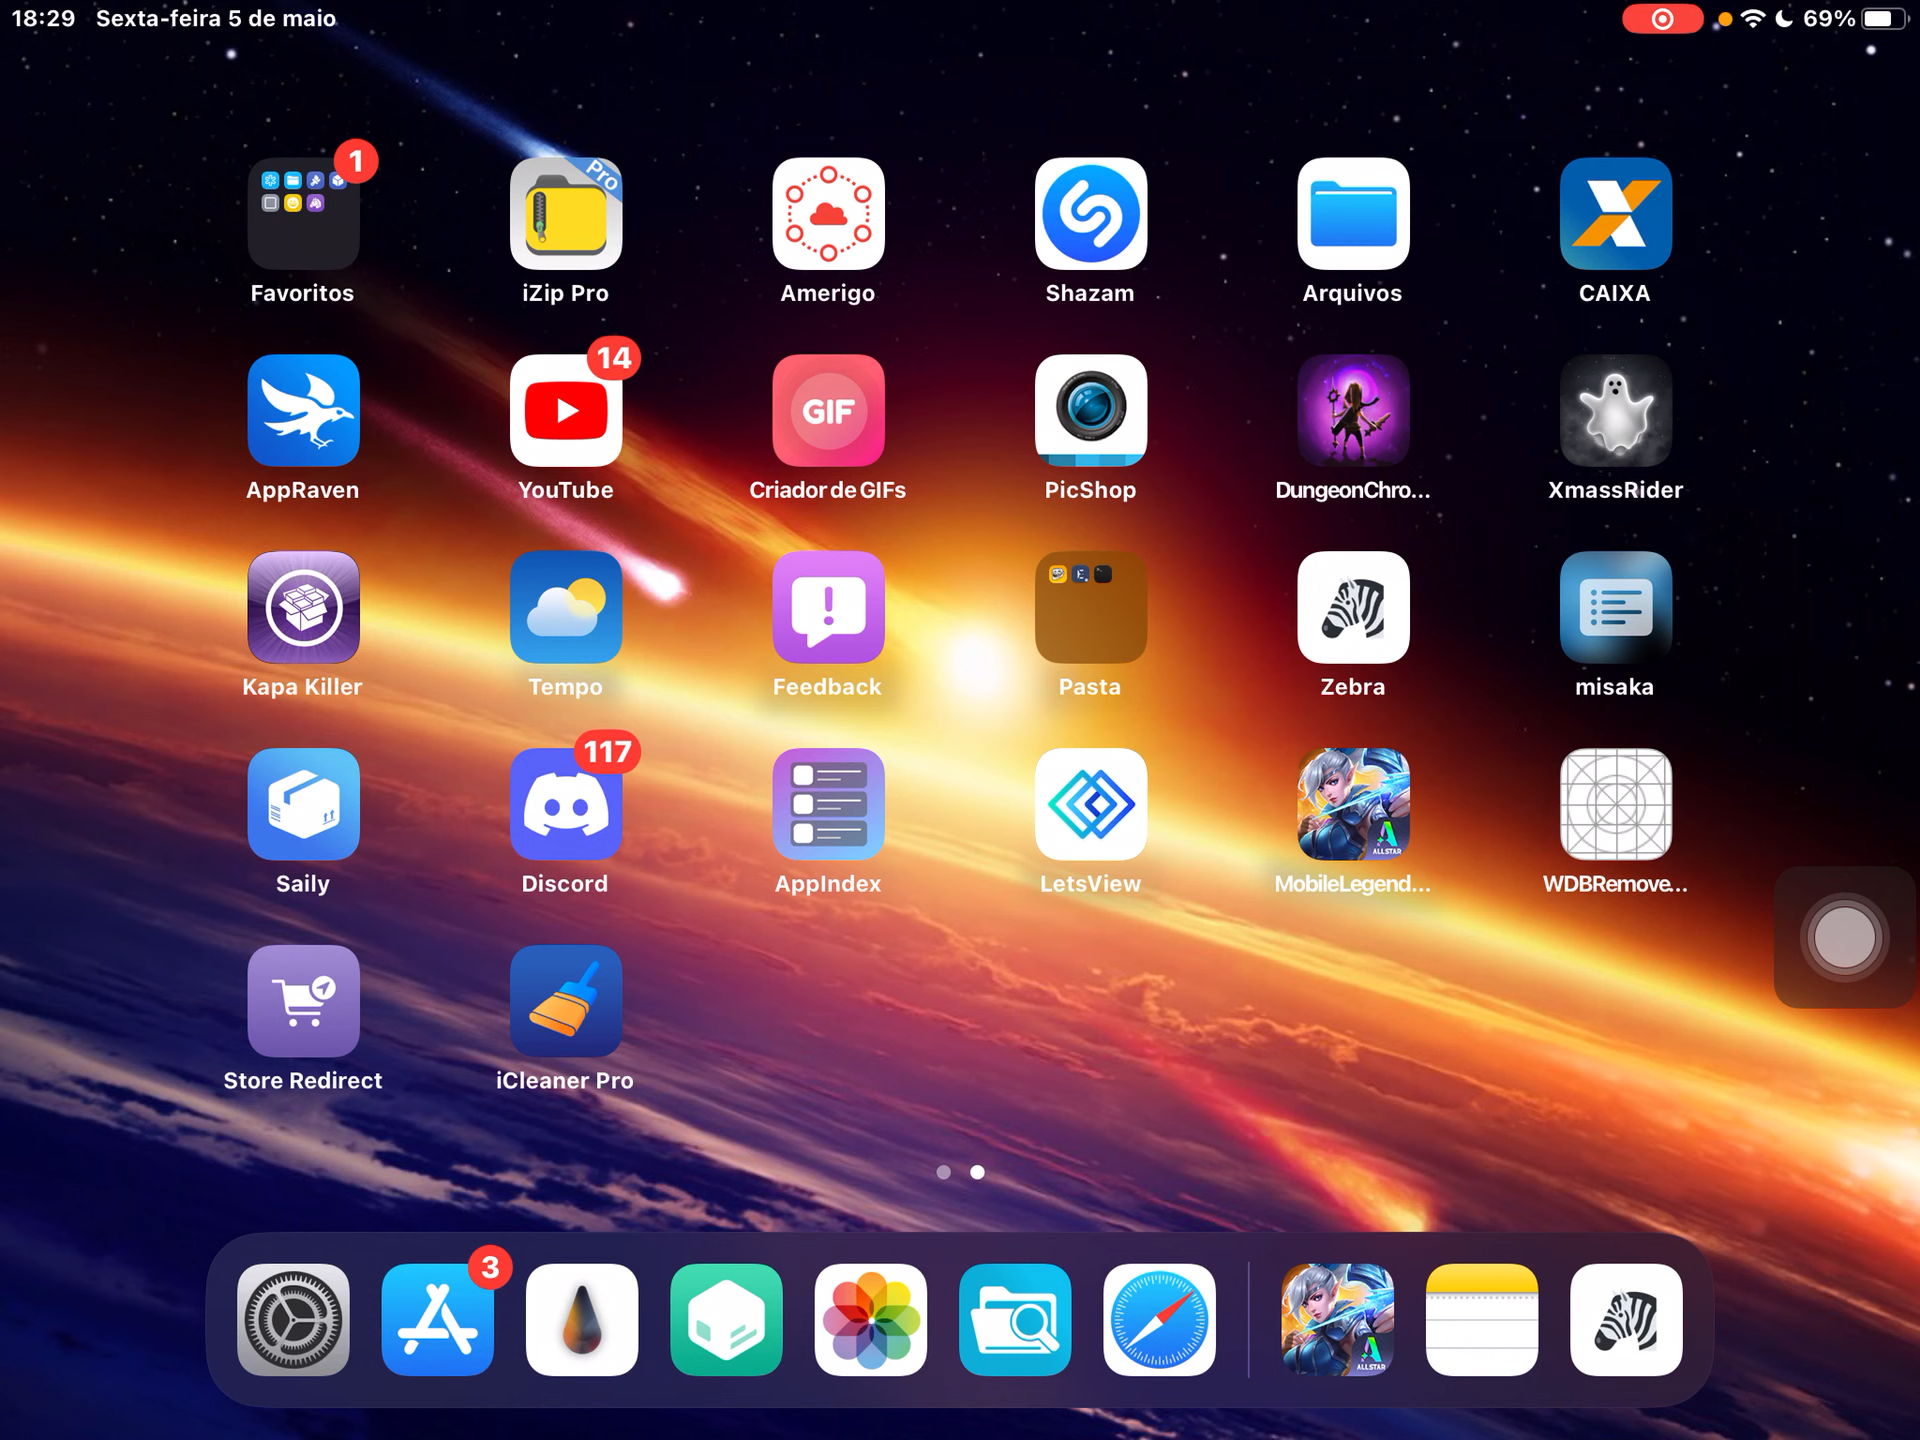 18:29 Sexta-feira 5 de maio 69%
1
Pro
Favoritos iZip Pro Amerigo Shazam Arquivos CAIXA
14
GIF
AppRaven YouTube Criador de GIFs PicShop DungeonChro... XmassRider
Kapa Killer Tempo Feedback Pasta Zebra misaka
117
ALLSTAR
Saily Discord AppIndex LetsView MobileLegend... WDBRemove...
Store Redirect iCleaner Pro
3
ALLSTAR